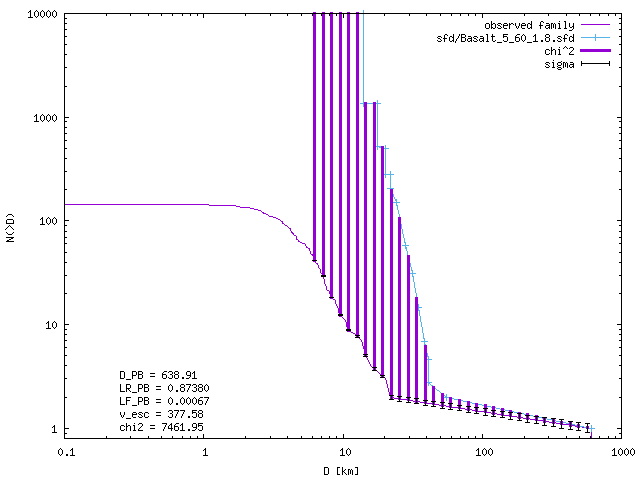 10000
1000
100
10
1
N(>D)
observed family
sfd/Basalt_5_60_1.8.sfd
chi^2
sigma
D_PB = 638.91
LR_PB = 0.87380
LF_PB = 0.00067
v_esc = 377.58
chi2 = 7461.95
0.1 1 10 100 1000
D [km]